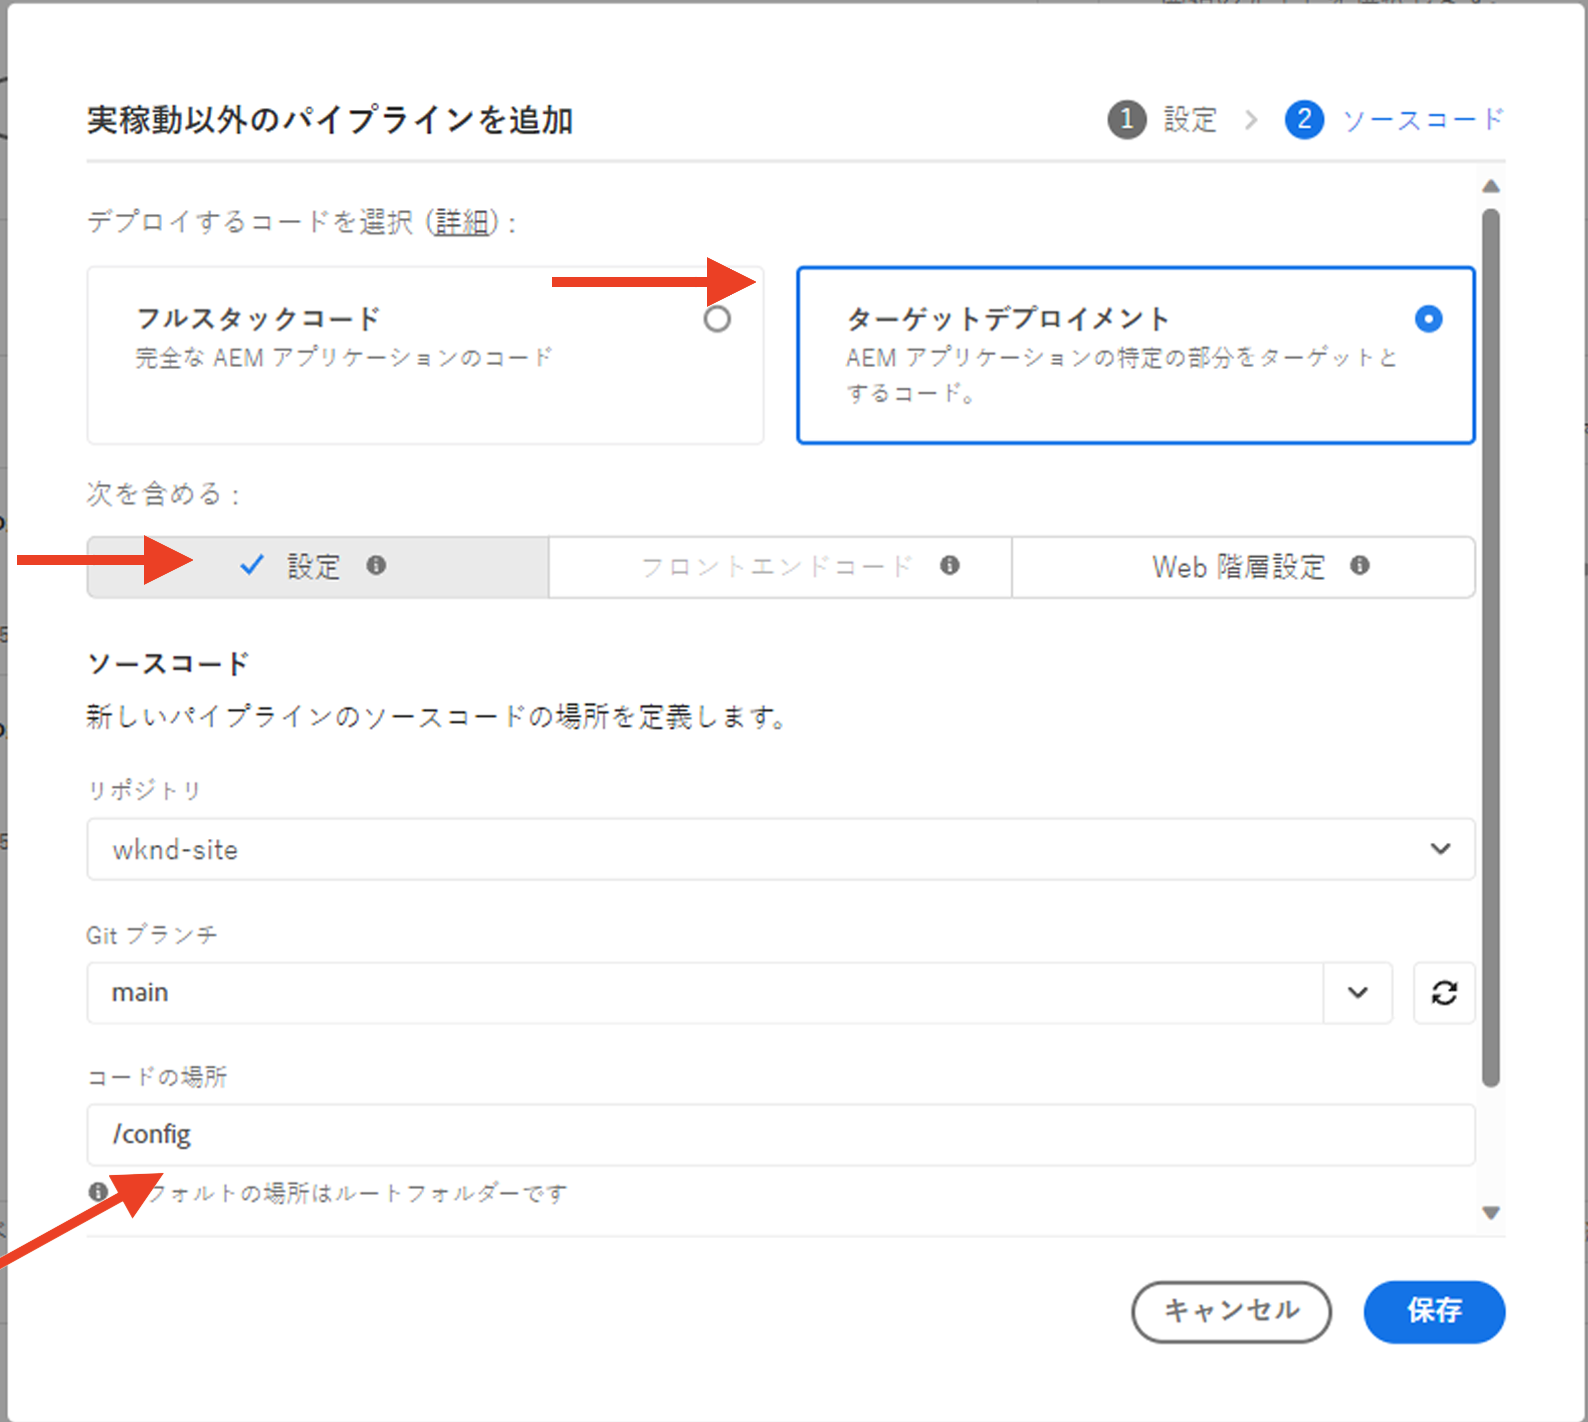 実稼動以外のパイプラインを追加
1 設定 > 2 ソースコード
デプロイするコードを選択 (詳細) :
フルスタックコード
完全な AEM アプリケーションのコード
ターゲットデプロイメント
AEM アプリケーションの特定の部分をターゲットと
するコード。
次を含める :
設定
フロントエンドコード
Web 階層設定
ソースコード
新しいパイプラインのソースコードの場所を定義します。
リポジトリ
wknd-site
Git ブランチ
main
コードの場所
/config
フォルトの場所はルートフォルダーです
キャンセル
保存